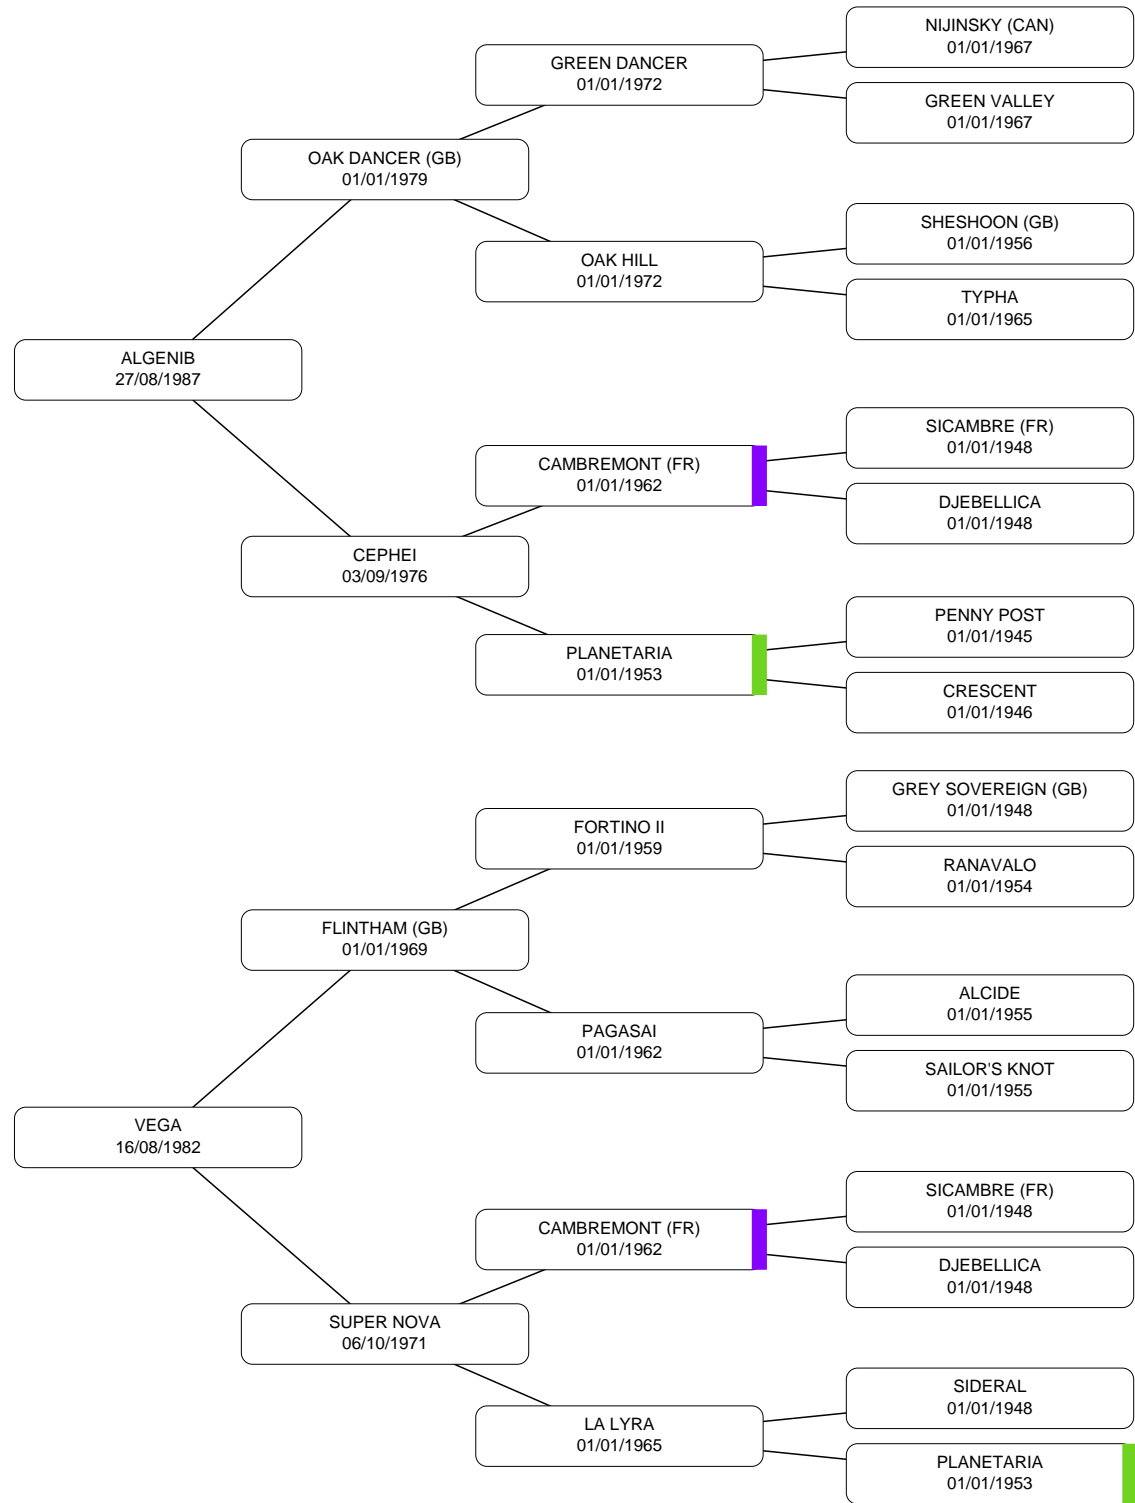 NIJINSKY (CAN)
01/01/1967
GREEN DANCER
01/01/1972
GREEN VALLEY
01/01/1967
OAK DANCER (GB)
01/01/1979
SHESHOON (GB)
01/01/1956
OAK HILL
01/01/1972
TYPHA
01/01/1965
ALGENIB
27/08/1987
SICAMBRE (FR)
01/01/1948
CAMBREMONT (FR)
01/01/1962
DJEBELLICA
01/01/1948
CEPHEI
03/09/1976
PENNY POST
01/01/1945
PLANETARIA
01/01/1953
CRESCENT
01/01/1946
GREY SOVEREIGN (GB)
01/01/1948
FORTINO II
01/01/1959
RANAVALO
01/01/1954
FLINTHAM (GB)
01/01/1969
ALCIDE
01/01/1955
PAGASAI
01/01/1962
SAILOR'S KNOT
01/01/1955
VEGA
16/08/1982
SICAMBRE (FR)
01/01/1948
CAMBREMONT (FR)
01/01/1962
DJEBELLICA
01/01/1948
SUPER NOVA
06/10/1971
SIDERAL
01/01/1948
LA LYRA
01/01/1965
PLANETARIA
01/01/1953